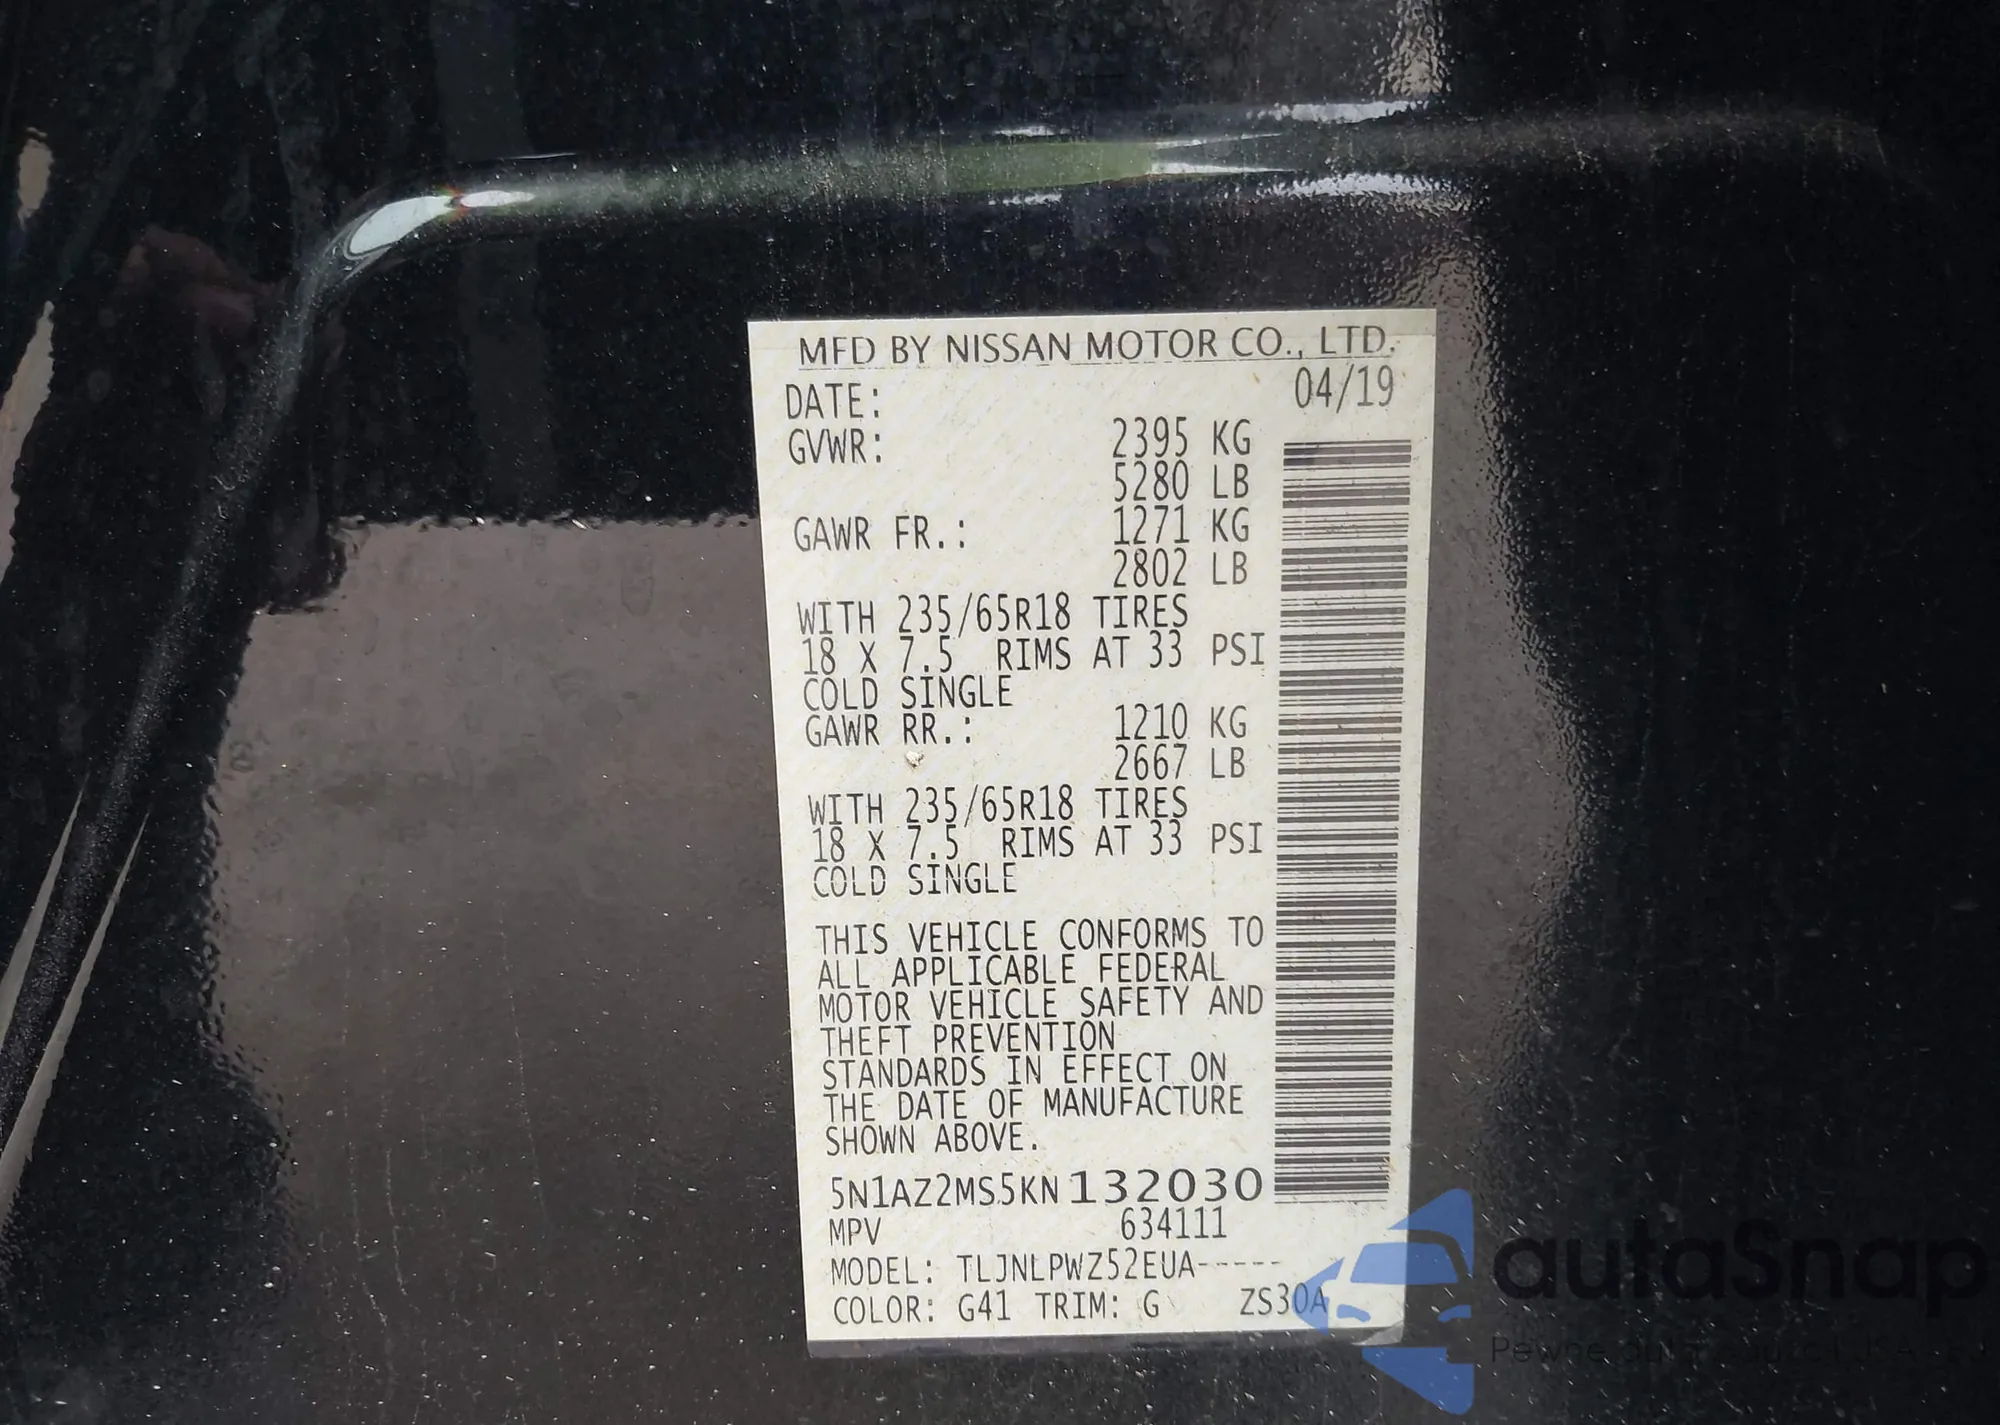 MFD BY NISSAN MOTOR CO., LTD.
DATE: 04/19
GVWR: 2395 KG
5280 LB
GAWR FR.: 1271 KG
2802 LB
WITH 235/65R18 TIRES
18 X 7.5 RIMS AT 33 PSI
COLD SINGLE
GAWR RR.: 1210 KG
2667 LB
WITH 235/65R18 TIRES
18 X 7.5 RIMS AT 33 PSI
COLD SINGLE
THIS VEHICLE CONFORMS TO
ALL APPLICABLE FEDERAL
MOTOR VEHICLE SAFETY AND
THEFT PREVENTION
STANDARDS IN EFFECT ON
THE DATE OF MANUFACTURE
SHOWN ABOVE.
5N1AZ2MS5KN132030
MPV 634111
MODEL: TLJNLPWZ52EUA-----
COLOR: G41 TRIM: G ZS30A
autaSnap
Pewne auta